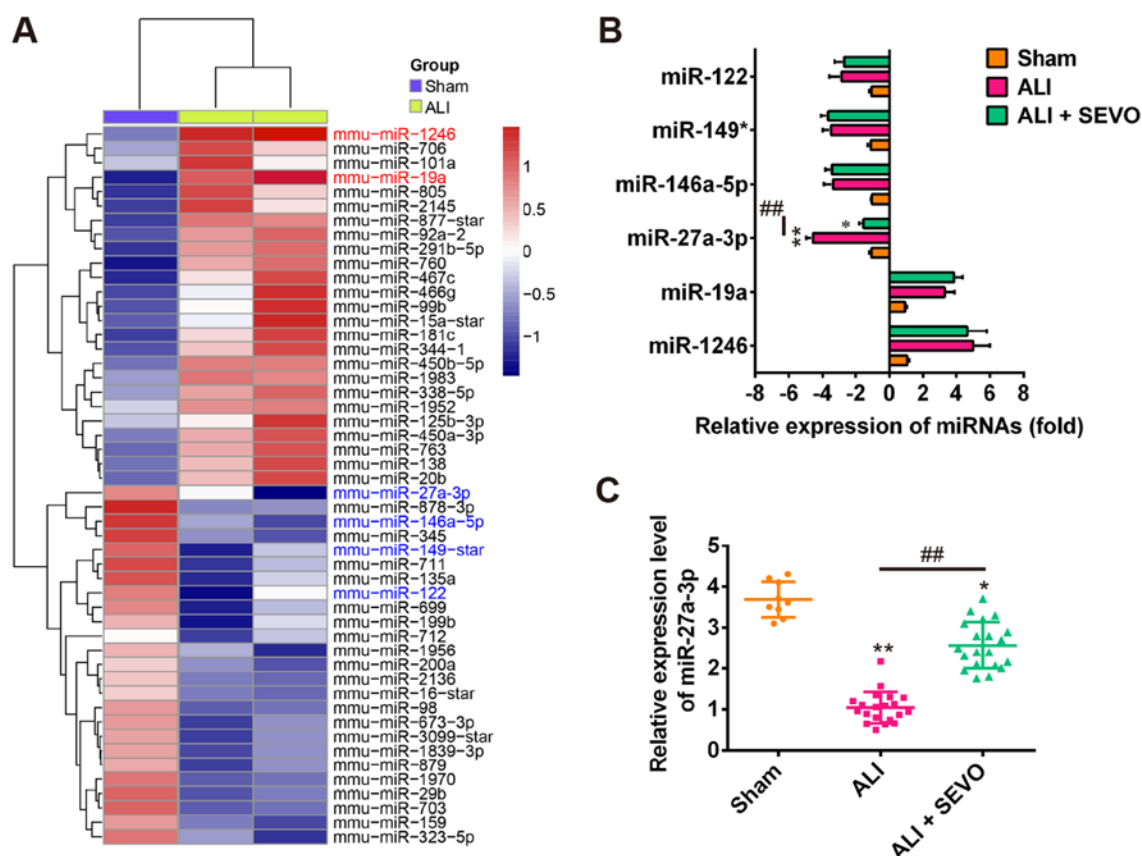 A
Group
Sham
ALI
mmu-miR-1246
mmu-miR-706
mmu-miR-101a
mmu-miR-19a
mmu-miR-805
mmu-miR-2145
mmu-miR-877-star
mmu-miR-92a-2
mmu-miR-291b-5p
mmu-miR-760
mmu-miR-467c
mmu-miR-466g
mmu-miR-99b
mmu-miR-15a-star
mmu-miR-181c
mmu-miR-344-1
mmu-miR-450b-5p
mmu-miR-1983
mmu-miR-338-5p
mmu-miR-1952
mmu-miR-125b-3p
mmu-miR-450a-3p
mmu-miR-763
mmu-miR-138
mmu-miR-20b
mmu-miR-27a-3p
mmu-miR-878-3p
mmu-miR-146a-5p
mmu-miR-345
mmu-miR-149-star
mmu-miR-711
mmu-miR-135a
mmu-miR-122
mmu-miR-699
mmu-miR-199b
mmu-miR-712
mmu-miR-1956
mmu-miR-200a
mmu-miR-2136
mmu-miR-16-star
mmu-miR-98
mmu-miR-673-3p
mmu-miR-3099-star
mmu-miR-1839-3p
mmu-miR-879
mmu-miR-1970
mmu-miR-29b
mmu-miR-703
mmu-miR-159
mmu-miR-323-5p
1
0.5
0
-0.5
-1
B
Sham
ALI
ALI + SEVO
miR-122
miR-149*
miR-146a-5p
miR-27a-3p
miR-19a
miR-1246
##
*
**
-8 -6 -4 -2 0 2 4 6 8
Relative expression of miRNAs (fold)
C
Relative expression level
of miR-27a-3p
5
4
3
2
1
0
##
**
*
Sham
ALI
ALI + SEVO